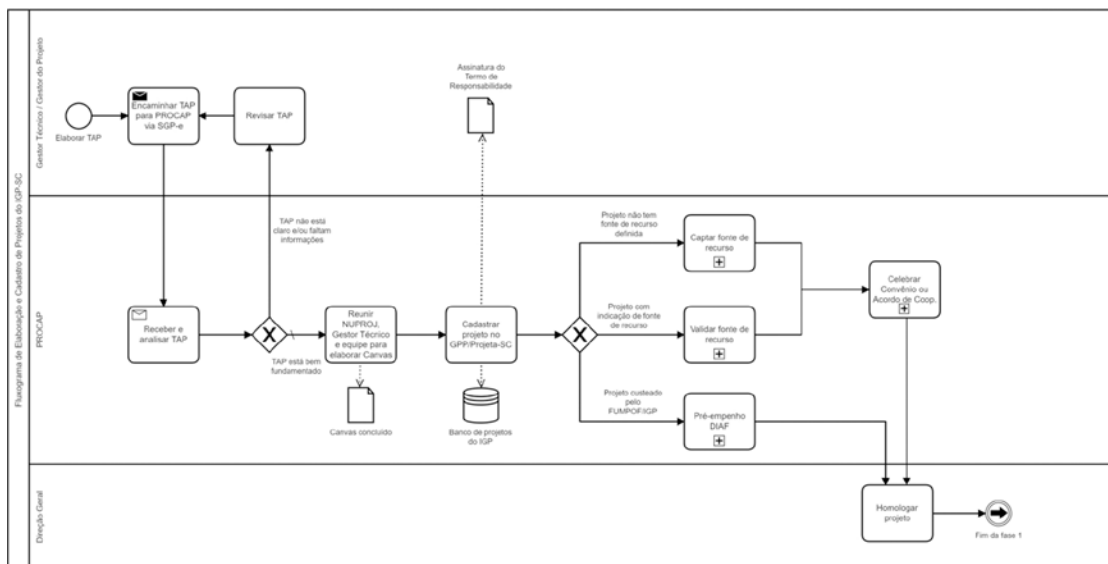 Fluxograma de Elaboração e Cadastro de Projetos do IGP-SC
Gestor Técnico / Gestor do Projeto
Elaborar TAP
Encaminhar TAP
para PROCAP
via SGP-e
Revisar TAP
Assinatura do
Termo de
Responsabilidade
PROCAP
TAP não está
claro e/ou faltam
informações
Receber e
analisar TAP
TAP está bem
fundamentado
Reunir
NUPROJ,
Gestor Técnico
e equipe para
elaborar Canvas
Canvas concluído
Cadastrar
projeto no
GPP/Projeta-SC
Banco de projetos
do IGP
Projeto não tem
fonte de recurso
definida
Captar fonte de
recurso
Projeto com
indicação de fonte
de recurso
Validar fonte de
recurso
Projeto custeado
pelo
FUMPOF/IGP
Pré-empenho
DIAF
Celebrar
Convênio ou
Acordo de Coop.
Direção Geral
Homologar
projeto
Fim da fase 1